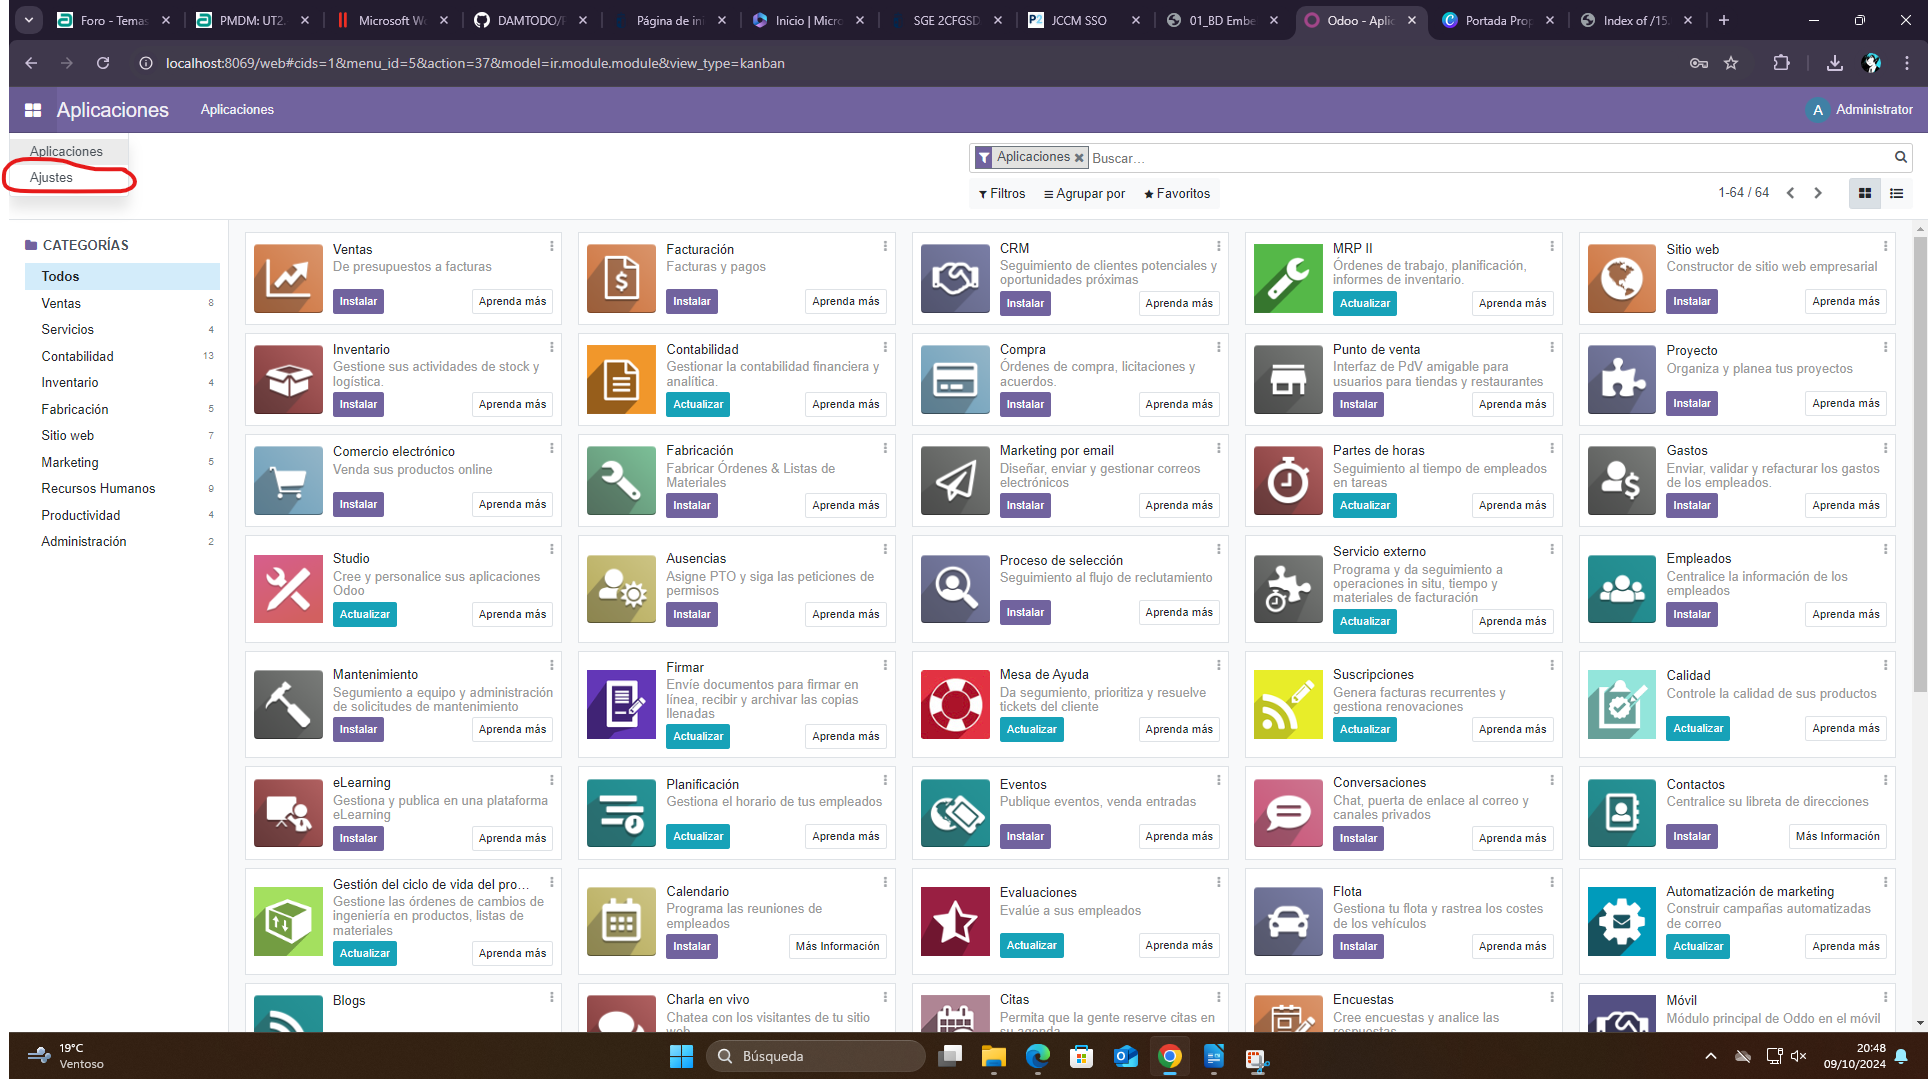 Foro - Temas
PMDM: UT2.
Microsoft W
DAMTODO/
Página de in
Inicio | Micro
SGE 2CFGSD
JCCM SSO
01_BD Embe
Odoo - Aplic
Portada Prop
Index of /15.
localhost:8069/web#cids=1&menu_id=5&action=37&model=ir.module.module&view_type=kanban
Aplicaciones
Aplicaciones
A
Administrator
Aplicaciones
Ajustes
Aplicaciones
Buscar...
Filtros
Agrupar por
Favoritos
1-64 / 64
CATEGORÍAS
Todos
Ventas 8
Servicios 4
Contabilidad 13
Inventario 4
Fabricación 5
Sitio web 7
Marketing 5
Recursos Humanos 9
Productividad 4
Administración 2
Ventas
De presupuestos a facturas
Instalar
Aprenda más
Facturación
Facturas y pagos
Instalar
Aprenda más
CRM
Seguimiento de clientes potenciales y
oportunidades próximas
Instalar
Aprenda más
MRP II
Órdenes de trabajo, planificación,
informes de inventario.
Actualizar
Aprenda más
Sitio web
Constructor de sitio web empresarial
Instalar
Aprenda más
Inventario
Gestione sus actividades de stock y
logística.
Instalar
Aprenda más
Contabilidad
Gestionar la contabilidad financiera y
analítica.
Actualizar
Aprenda más
Compra
Órdenes de compra, licitaciones y
acuerdos.
Instalar
Aprenda más
Punto de venta
Interfaz de PdV amigable para
usuarios para tiendas y restaurantes
Instalar
Aprenda más
Proyecto
Organiza y planea tus proyectos
Instalar
Aprenda más
Comercio electrónico
Venda sus productos online
Instalar
Aprenda más
Fabricación
Fabricar Órdenes & Listas de
Materiales
Instalar
Aprenda más
Marketing por email
Diseñar, enviar y gestionar correos
electrónicos
Instalar
Aprenda más
Partes de horas
Seguimiento al tiempo de empleados
en tareas
Actualizar
Aprenda más
Gastos
Enviar, validar y refacturar los gastos
de los empleados.
Instalar
Aprenda más
Studio
Cree y personalice sus aplicaciones
Odoo
Actualizar
Aprenda más
Ausencias
Asigne PTO y siga las peticiones de
permisos
Instalar
Aprenda más
Proceso de selección
Seguimiento al flujo de reclutamiento
Instalar
Aprenda más
Servicio externo
Programa y da seguimiento a
operaciones in situ, tiempo y
materiales de facturación
Actualizar
Aprenda más
Empleados
Centralice la información de los
empleados
Instalar
Aprenda más
Mantenimiento
Segumiento a equipo y administración
de solicitudes de mantenimiento
Instalar
Aprenda más
Firmar
Envíe documentos para firmar en
línea, recibir y archivar las copias
llenadas
Actualizar
Aprenda más
Mesa de Ayuda
Da segumiento, prioritiza y resuelve
tickets del cliente
Actualizar
Aprenda más
Suscripciones
Genera facturas recurrentes y
gestiona renovaciones
Actualizar
Aprenda más
Calidad
Controle la calidad de sus productos
Actualizar
Aprenda más
eLearning
Gestiona y publica en una plataforma
eLearning
Instalar
Aprenda más
Planificación
Gestiona el horario de tus empleados
Actualizar
Aprenda más
Eventos
Publique eventos, venda entradas
Instalar
Aprenda más
Conversaciones
Chat, puerta de enlace al correo y
canales privados
Instalar
Aprenda más
Contactos
Centralice su libreta de direcciones
Instalar
Más Información
Gestión del ciclo de vida del pro...
Gestione las órdenes de cambios de
ingeniería en productos, listas de
materiales
Actualizar
Aprenda más
Calendario
Programa las reuniones de
empleados
Instalar
Más Información
Evaluaciones
Evalúe a sus empleados
Actualizar
Aprenda más
Flota
Gestiona tu flota y rastrea los costes
de los vehículos
Instalar
Aprenda más
Automatización de marketing
Construir campañas automatizadas
de correo
Actualizar
Aprenda más
Blogs
Charla en vivo
Chatea con los visitantes de tu sitio
web
Citas
Permita que la gente reserve citas en
su agenda
Encuestas
Cree encuestas y analice las
respuestas
Móvil
Módulo principal de Oddo en el móvil
19°C
Ventoso
Búsqueda
20:48
09/10/2024